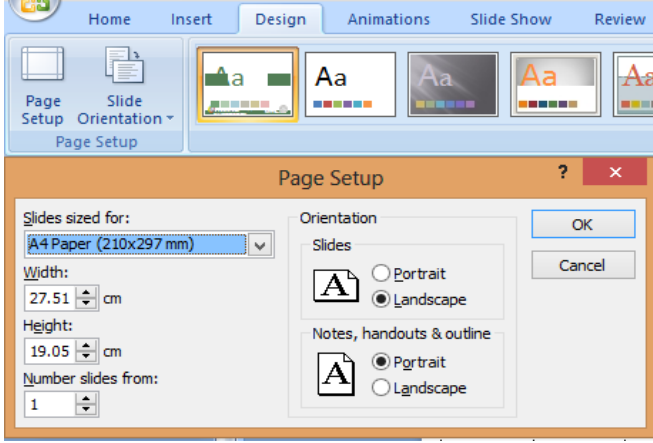 Home Insert Design Animations Slide Show Review
Aa Aa Aa Aa Aa
Page Setup
Slide Orientation
Page Setup
Page Setup
? ×
Slides sized for:
A4 Paper (210x297 mm)
Width:
27.51 cm
Height:
19.05 cm
Number slides from:
1
Orientation
Slides
A
Portrait
Landscape
Notes, handouts & outline
A
Portrait
Landscape
OK
Cancel